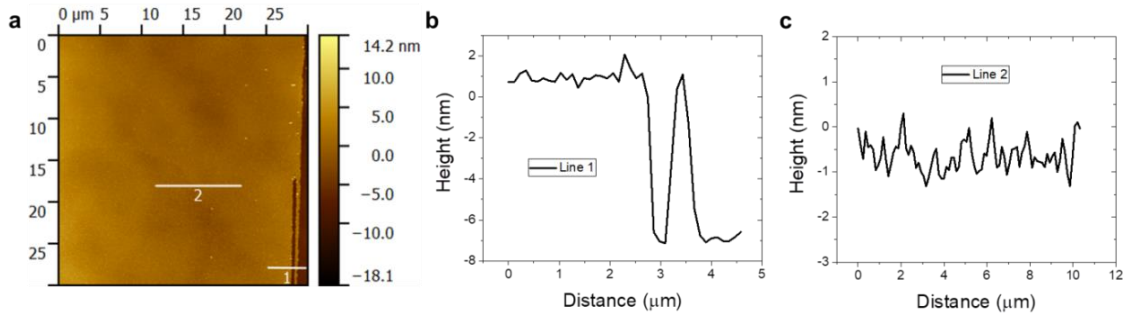 a
0 µm 5 15 25
0
5
10
15
20
25
2
1
14.2 nm
10.0
5.0
0.0
−5.0
−10.0
−18.1
b
Height (nm)
4
2
0
-2
-4
-6
-8
Line 1
0 1 2 3 4 5
Distance (µm)
c
Height (nm)
2
1
0
-1
-2
-3
Line 2
0 2 4 6 8 10 12
Distance (µm)